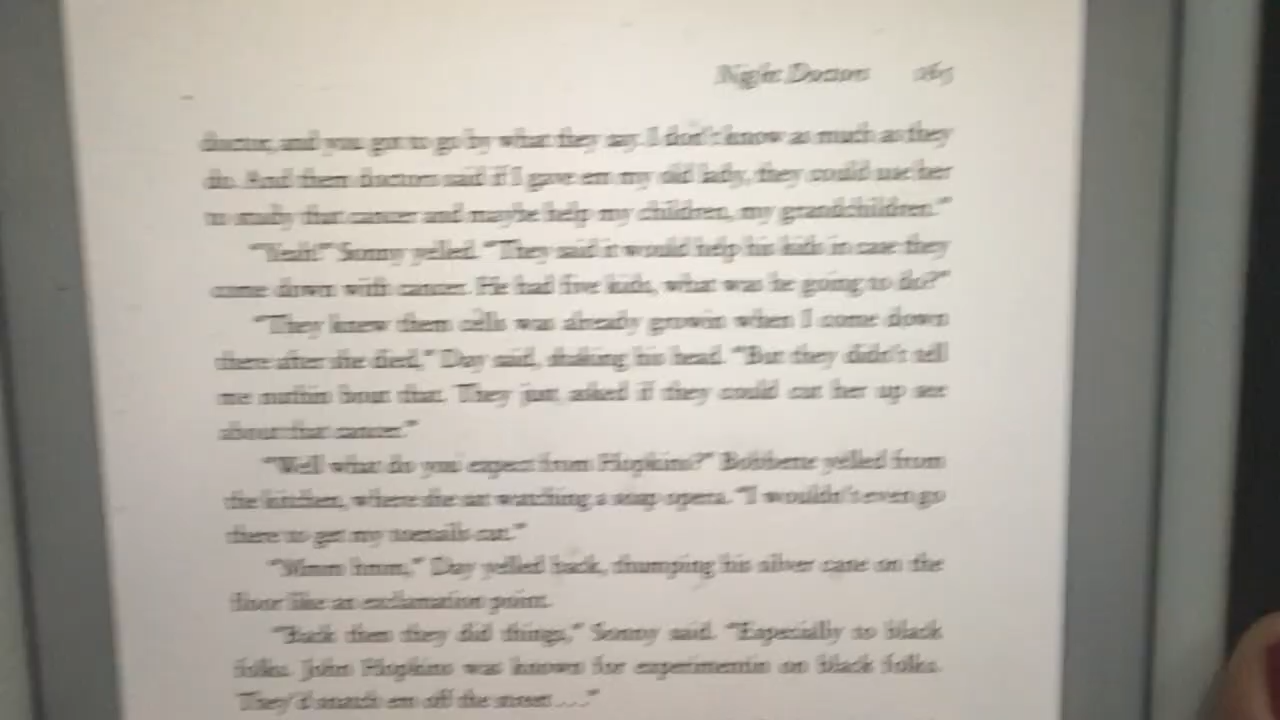 Night Doctors 165
doctor, and you got to go by what they say. I don't know as much as they
do. And them doctors said if I gave em my old lady, they could use her
to study that cancer and maybe help my children, my grandchildren."
"Yeah!" Sonny yelled. "They said it would help his kids in case they
come down with cancer. He had five kids, what was he going to do?"
"They knew them cells was already growin when I come down
there after she died," Day said, shaking his head. "But they didn't tell
me nuthin bout that. They just asked if they could cut her up see
about that cancer."
"Well what do you expect from Hopkins?" Bobbette yelled from
the kitchen, where she sat watching a soap opera. "I wouldn't even go
there to get my toenails cut."
"Mmm hmm," Day yelled back, thumping his silver cane on the
floor like an exclamation point.
"Back then they did things," Sonny said. "Especially to black
folks. John Hopkins was known for experimentin on black folks.
They'd snatch em off the street . . ."